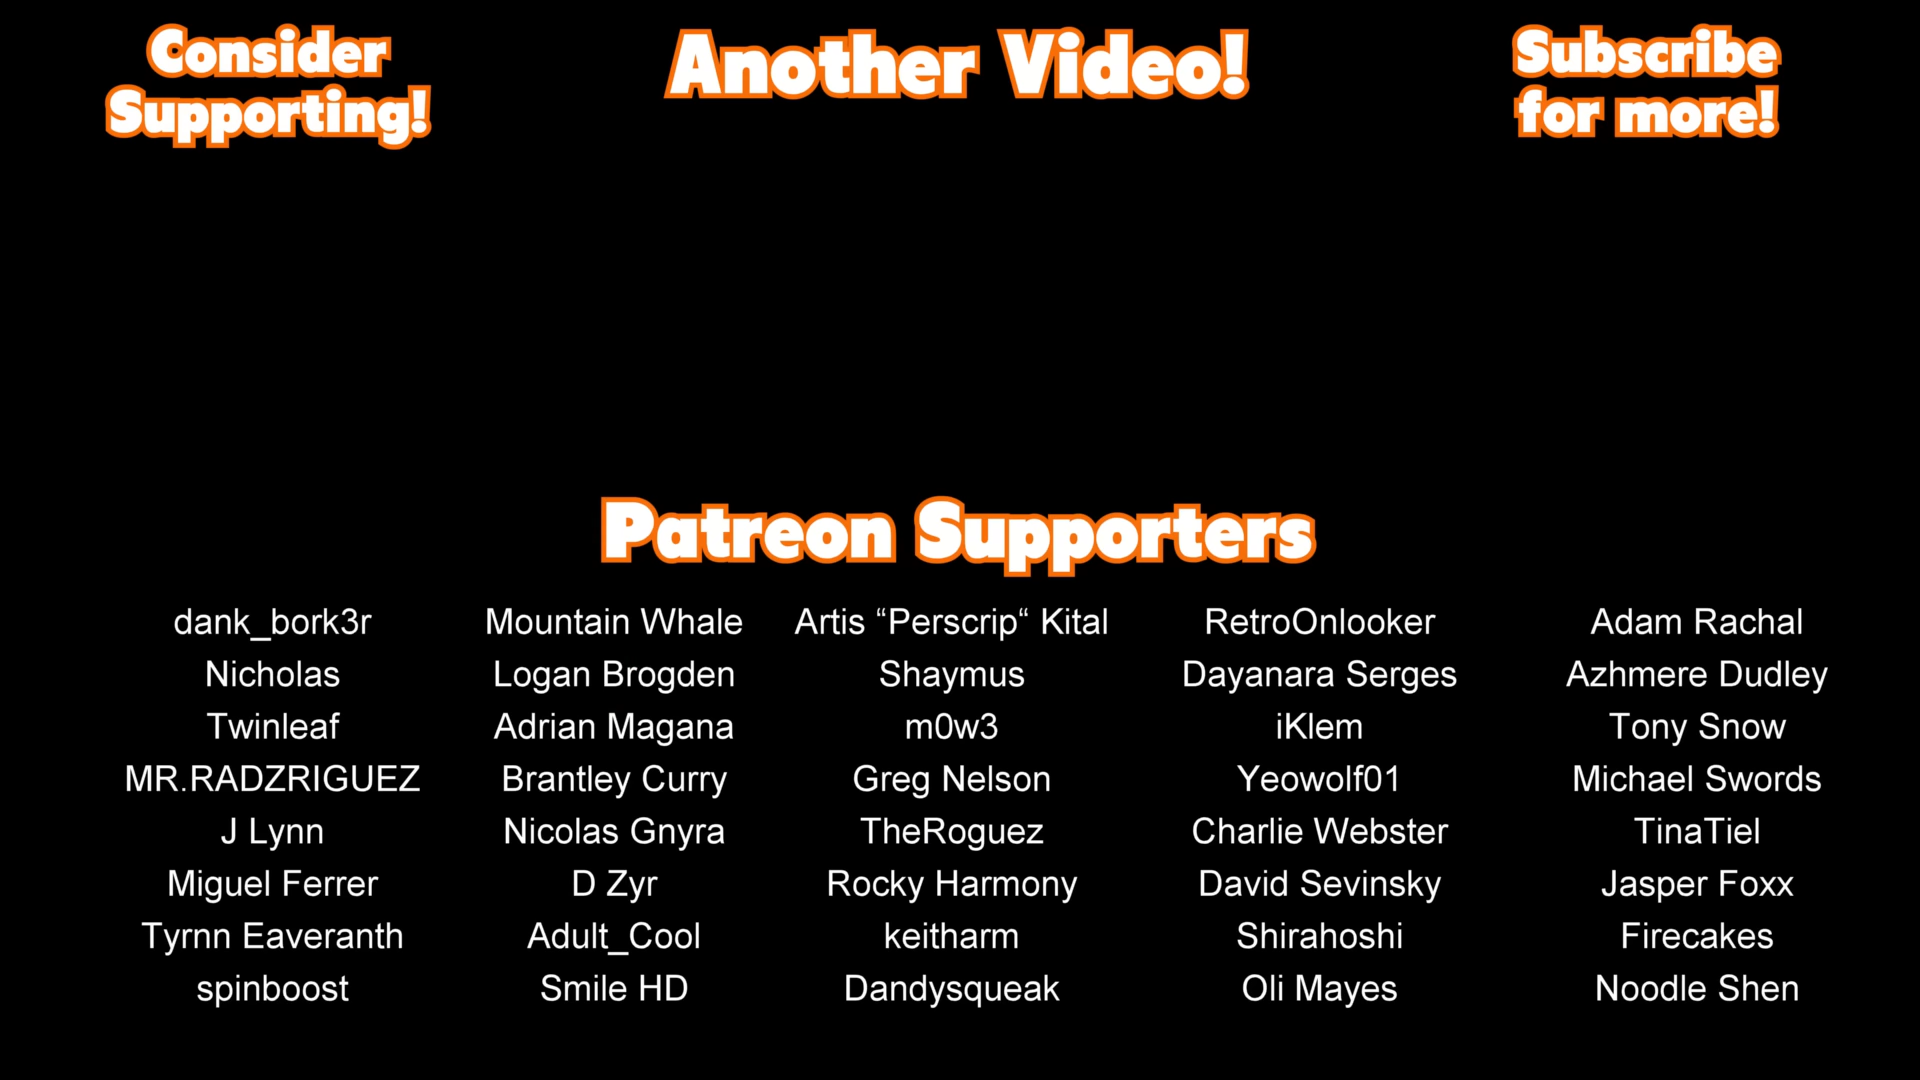 Consider
Supporting!
Another Video!
Subscribe
for more!
Patreon Supporters
dank_bork3r
Nicholas
Twinleaf
MR.RADZRIGUEZ
J Lynn
Miguel Ferrer
Tyrnn Eaveranth
spinboost
Mountain Whale
Logan Brogden
Adrian Magana
Brantley Curry
Nicolas Gnyra
D Zyr
Adult_Cool
Smile HD
Artis “Perscrip“ Kital
Shaymus
m0w3
Greg Nelson
TheRoguez
Rocky Harmony
keitharm
Dandysqueak
RetroOnlooker
Dayanara Serges
iKlem
Yeowolf01
Charlie Webster
David Sevinsky
Shirahoshi
Oli Mayes
Adam Rachal
Azhmere Dudley
Tony Snow
Michael Swords
TinaTiel
Jasper Foxx
Firecakes
Noodle Shen